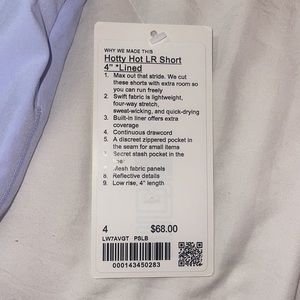 WHY WE MADE THIS
Hotty Hot LR Short
4" *Lined
1. Max out that stride. We cut
these shorts with extra room so
you can run freely
2. Swift fabric is lightweight,
four-way stretch,
sweat-wicking, and quick-drying
3. Built-in liner offers extra
coverage
4. Continuous drawcord
5. A discreet zippered pocket in
the seam for small items
Secret stash pocket in the
Mesh fabric panels
8. Reflective details
9. Low rise, 4" length
4 $68.00
LW7AVGT PSLB
000143450283